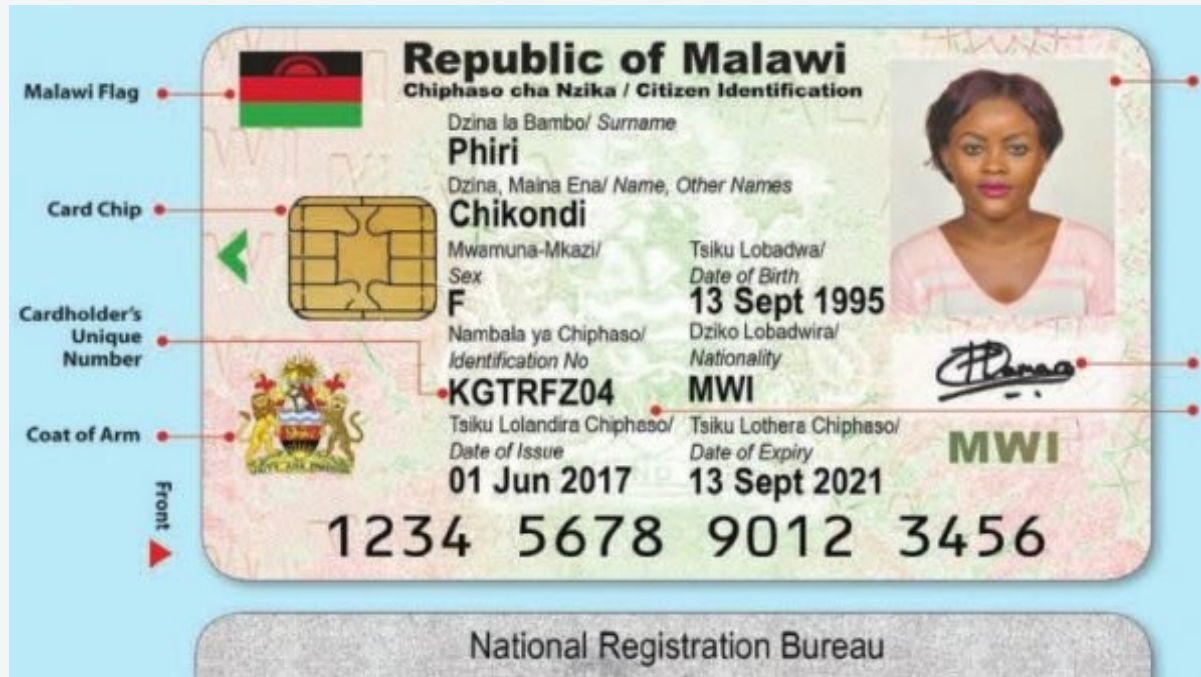 Malawi Flag
Republic of Malawi
Chiphaso cha Nzika / Citizen Identification
Dzina la Bambo/ Surname
Phiri
Dzina, Maina Ena/ Name, Other Names
Card Chip
Chikondi
Mwamuna-Mkazi/
Sex
F
Tsiku Lobadwa/
Date of Birth
13 Sept 1995
Cardholder's
Unique
Number
Nambala ya Chiphaso/
Identification No
KGTRFZ04
Dziko Lobadwira/
Nationality
MWI
Coat of Arm
Tsiku Lolandira Chiphaso/
Date of Issue
01 Jun 2017
Tsiku Lothera Chiphaso/
Date of Expiry
13 Sept 2021
MWI
Front
1234 5678 9012 3456
National Registration Bureau